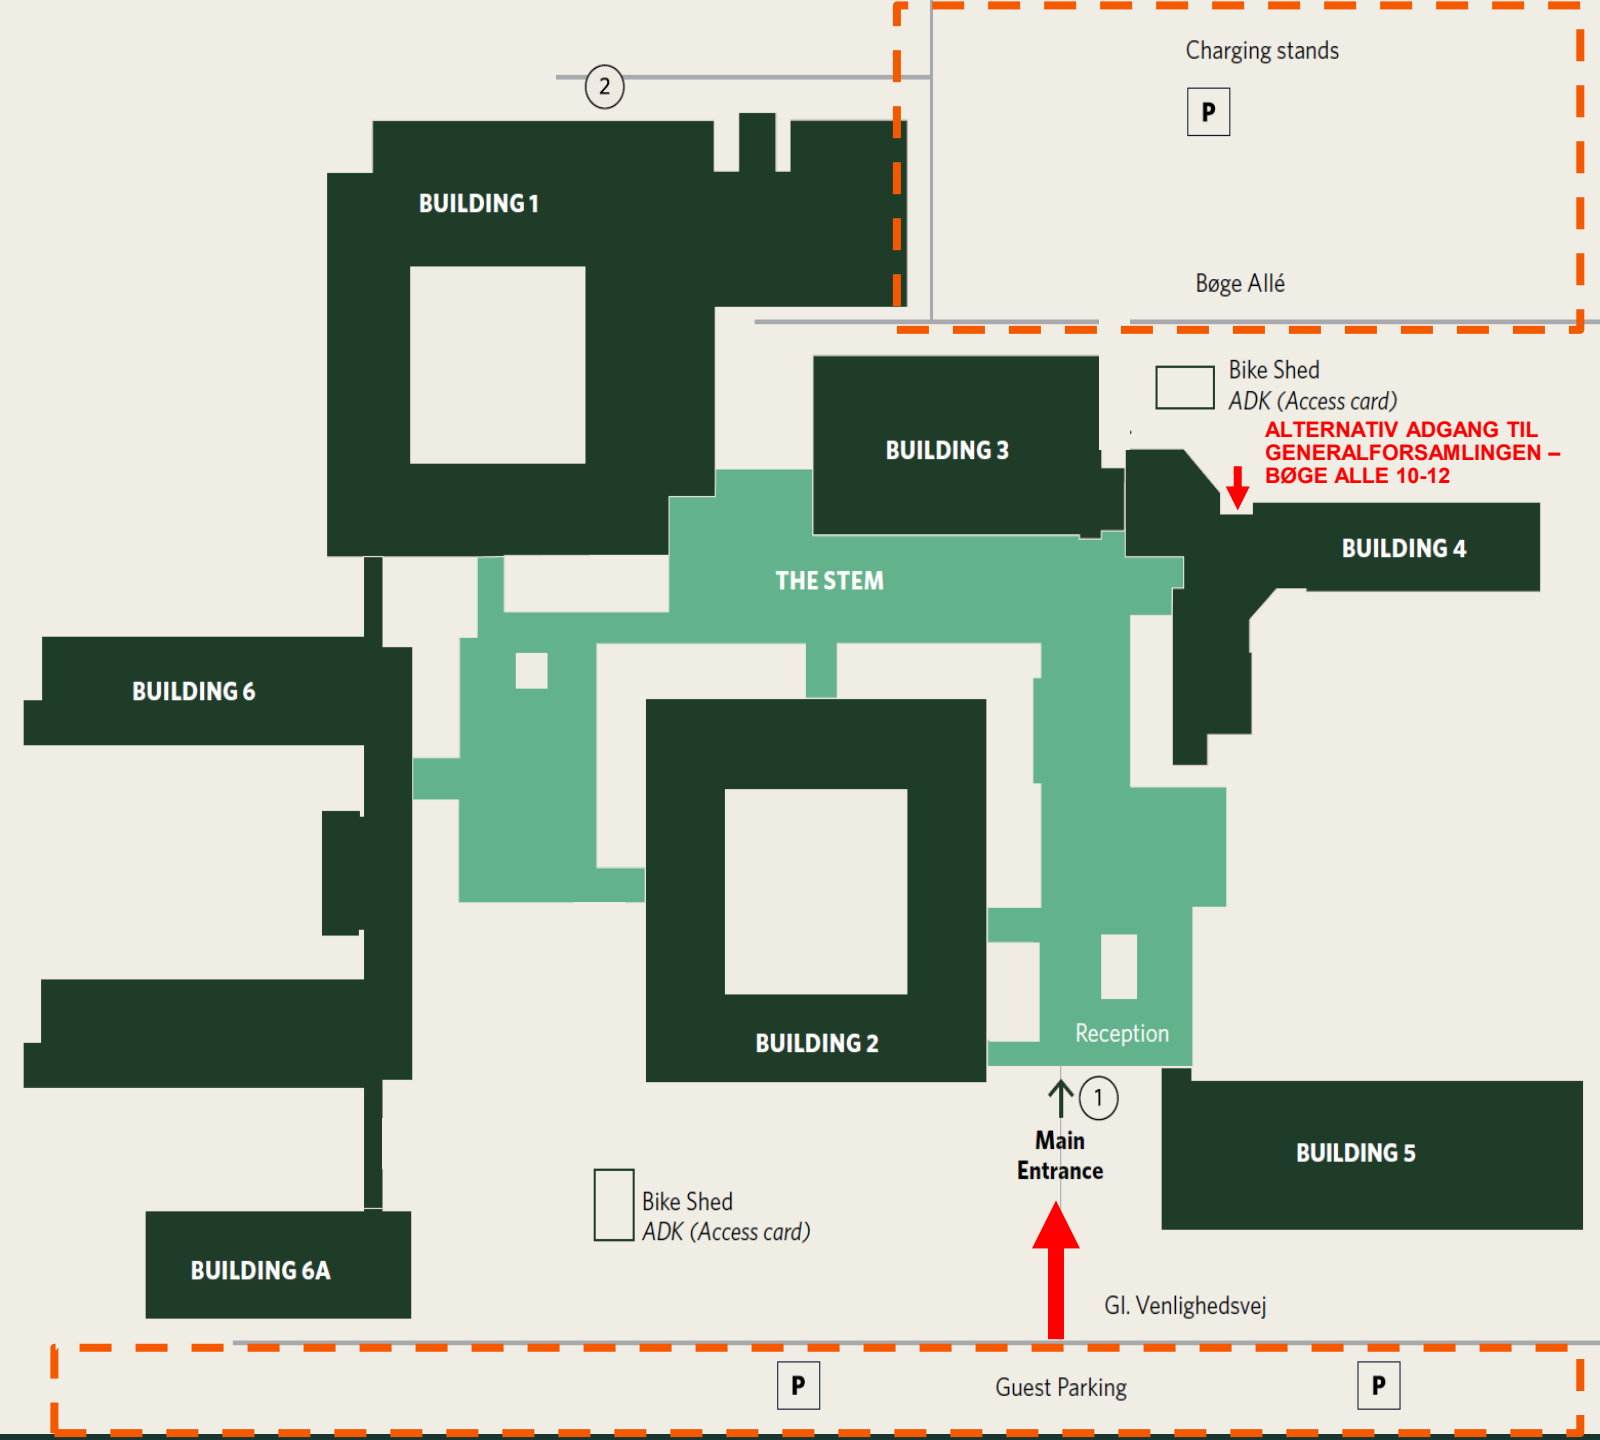 Charging stands
2
P
BUILDING 1
Bøge Allé
Bike Shed
ADK (Access card)
ALTERNATIV ADGANG TIL
GENERALFORSAMLINGEN –
BØGE ALLE 10-12
BUILDING 3
BUILDING 4
THE STEM
BUILDING 6
Reception
BUILDING 2
1
Main
Entrance
BUILDING 5
Bike Shed
ADK (Access card)
BUILDING 6A
Gl. Venlighedsvej
P
Guest Parking
P